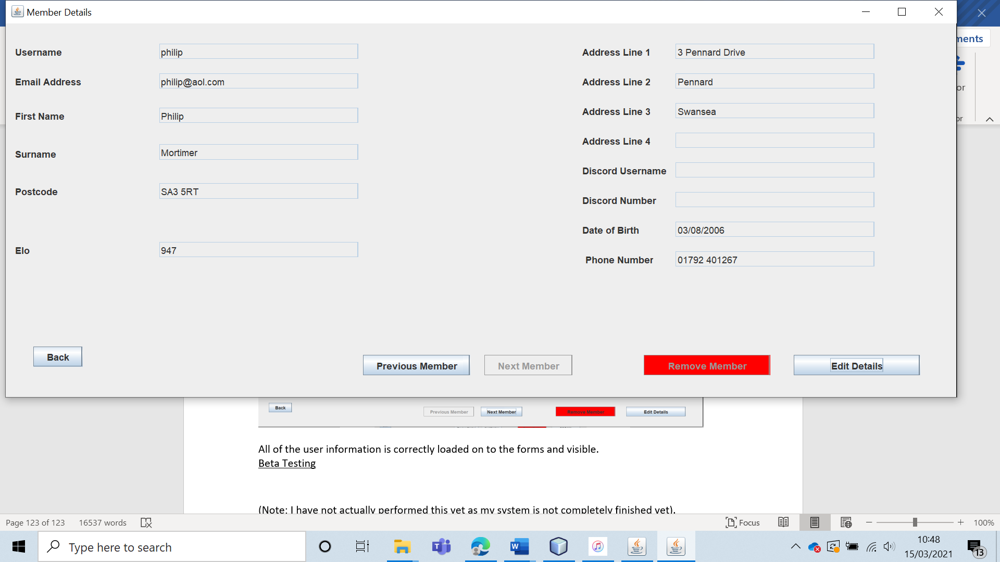 Member Details
Username philip
Email Address philip@aol.com
First Name Philip
Surname Mortimer
Postcode SA3 5RT
Elo 947
Address Line 1 3 Pennard Drive
Address Line 2 Pennard
Address Line 3 Swansea
Address Line 4
Discord Username
Discord Number
Date of Birth 03/08/2006
Phone Number 01792 401267
Back
Previous Member Next Member Remove Member Edit Details
ments
or
or
Back
Previous Member Next Member Remove Member Edit Details
All of the user information is correctly loaded on to the forms and visible.
Beta Testing
(Note: I have not actually performed this yet as my system is not completely finished yet).
Page 123 of 123 16537 words Focus 100%
Type here to search
10:48
15/03/2021
13